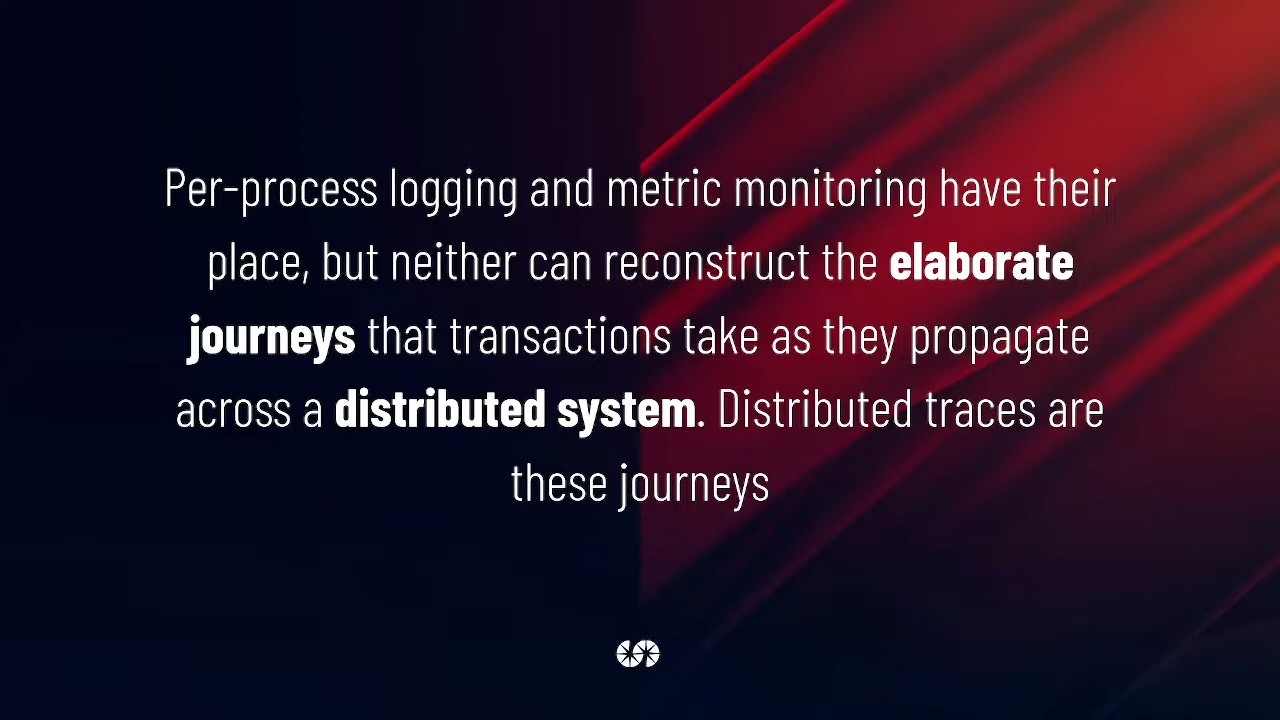 Per-process logging and metric monitoring have their
place, but neither can reconstruct the elaborate
journeys that transactions take as they propagate
across a distributed system. Distributed traces are
these journeys